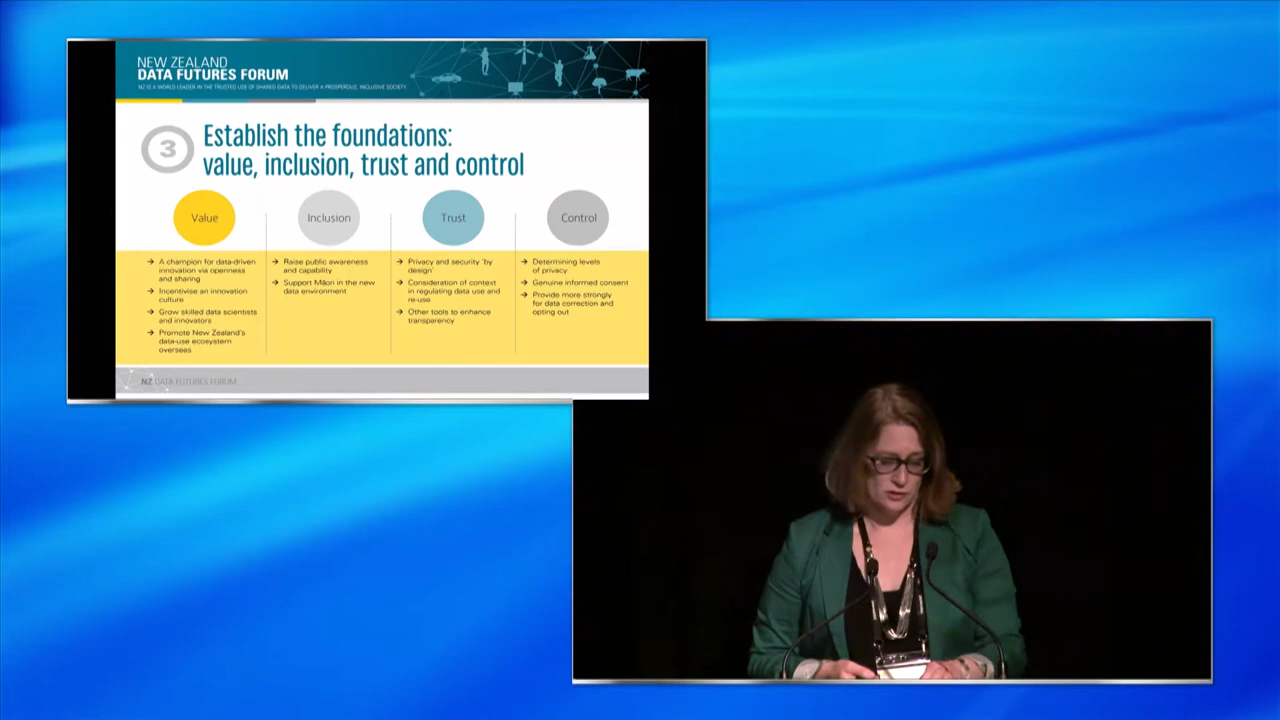 NEW ZEALAND
DATA FUTURES FORUM
NZ IS A WORLD LEADER IN THE TRUSTED USE OF SHARED DATA TO DELIVER A PROSPEROUS, INCLUSIVE SOCIETY.
3
Establish the foundations:
value, inclusion, trust and control
Value
Inclusion
Trust
Control
→ A champion for data-driven
innovation via openness
and sharing
→ Incentivise an innovation
culture
→ Grow skilled data scientists
and innovators
→ Promote New Zealand's
data-use ecosystem
overseas
→ Raise public awareness
and capability
→ Support Māori in the new
data environment
→ Privacy and security 'by
design'
→ Consideration of context
in regulating data use and
re-use
→ Other tools to enhance
transparency
→ Determining levels
of privacy
→ Genuine informed consent
→ Provide more strongly
for data correction and
opting out
NZ DATA FUTURES FORUM